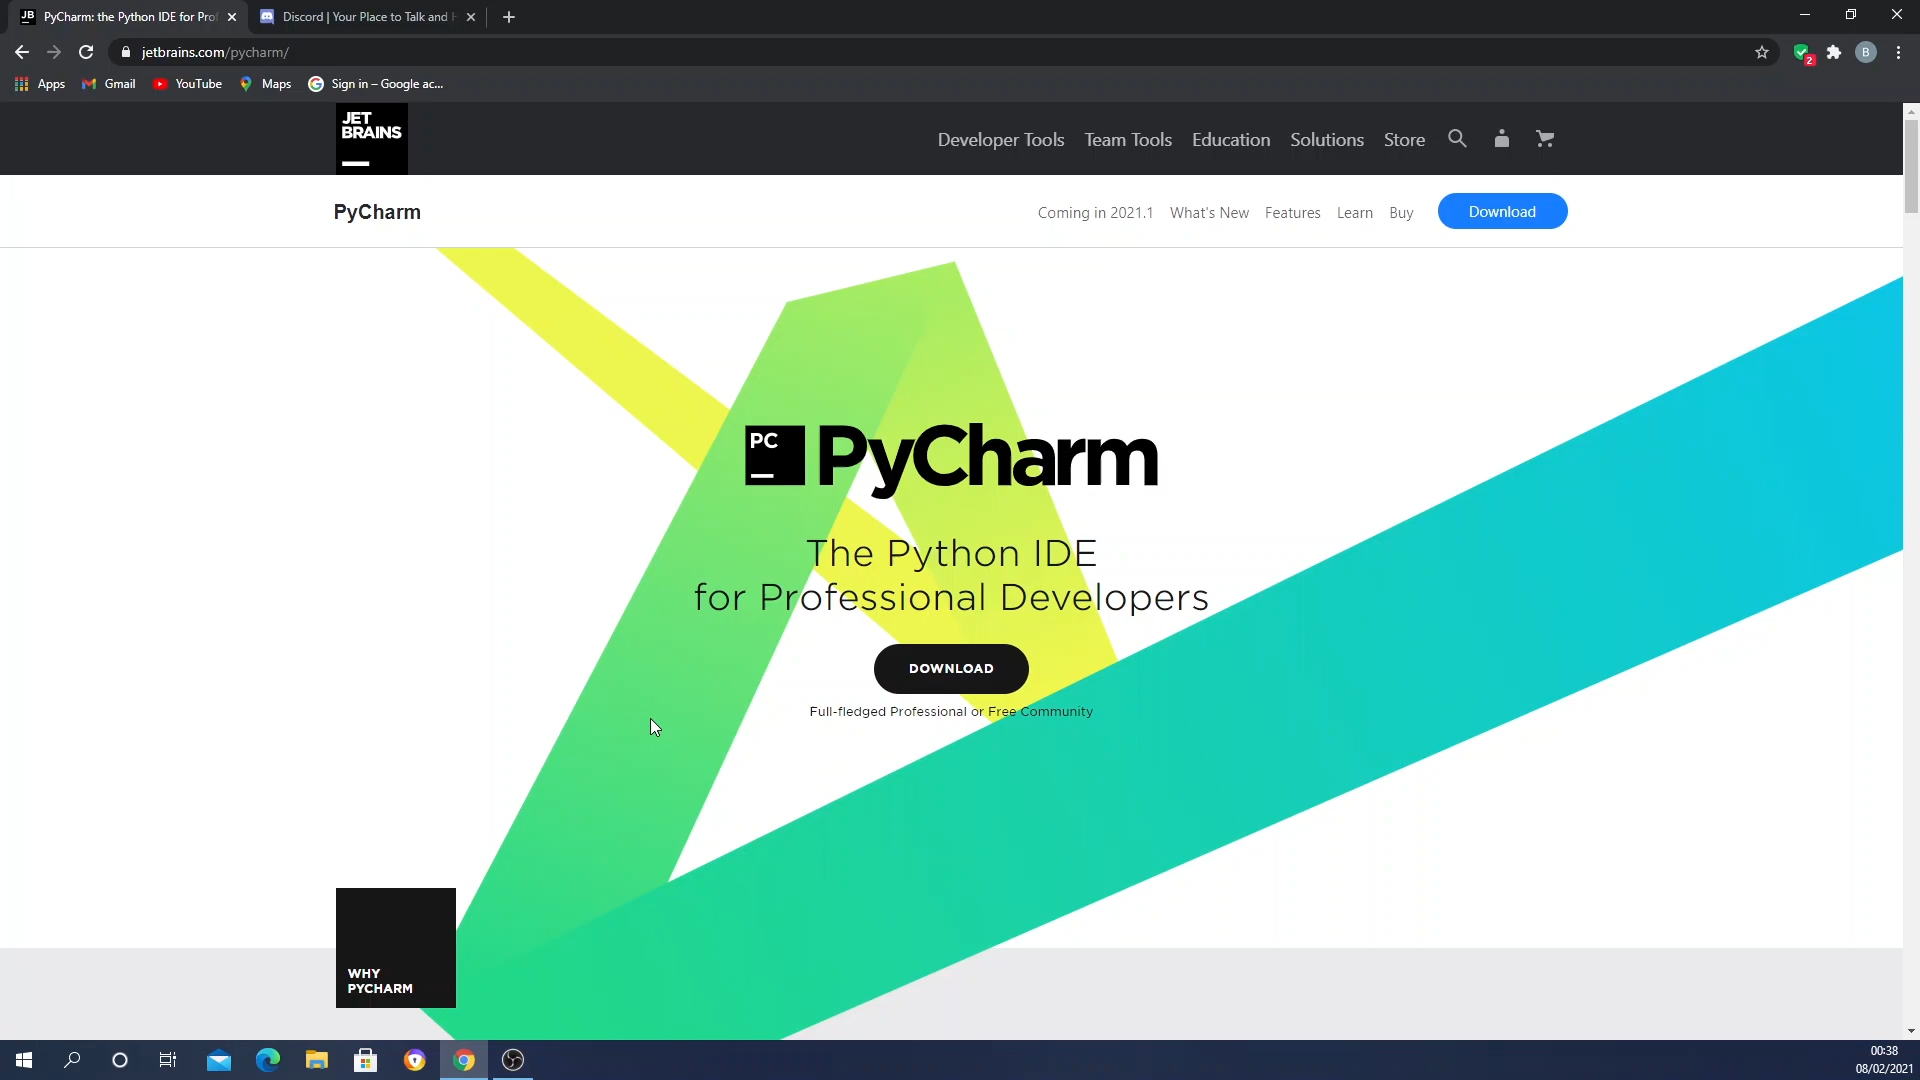 JB PyCharm: the Python IDE for Prof
Discord | Your Place to Talk and H
jetbrains.com/pycharm/
2
B
Apps
Gmail
YouTube
Maps
Sign in – Google ac...
JET
BRAINS
Developer Tools
Team Tools
Education
Solutions
Store
PyCharm
Coming in 2021.1
What's New
Features
Learn
Buy
Download
PC
PyCharm
The Python IDE
for Professional Developers
DOWNLOAD
Full-fledged Professional or Free Community
WHY
PYCHARM
00:38
08/02/2021